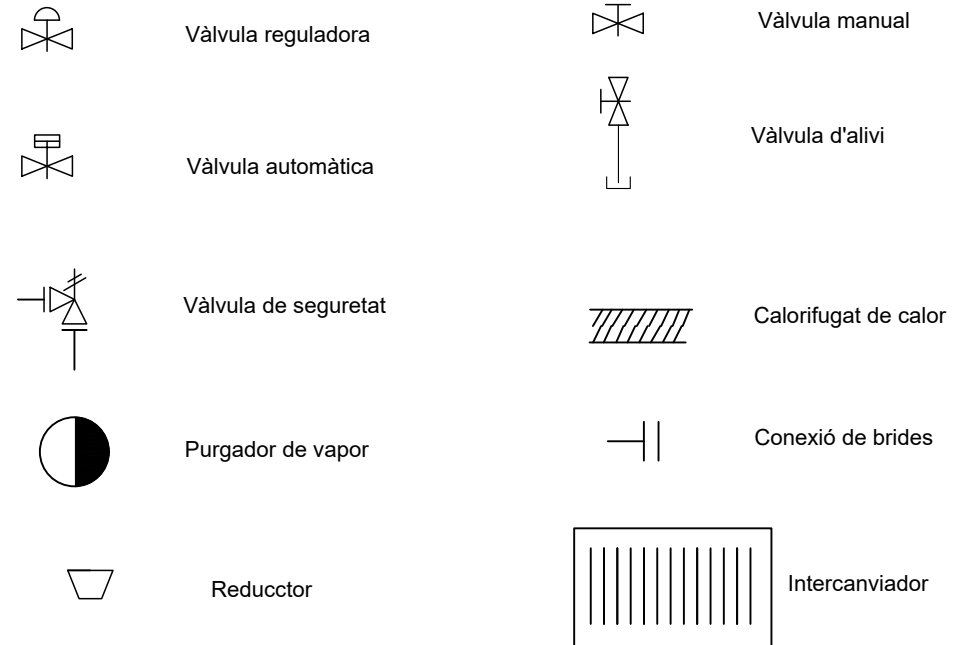 Vàlvula reguladora
Vàlvula manual
Vàlvula automàtica
Vàlvula d'alivi
Vàlvula de seguretat
Calorifugat de calor
Purgador de vapor
Conexió de brides
Reducctor
Intercanviador